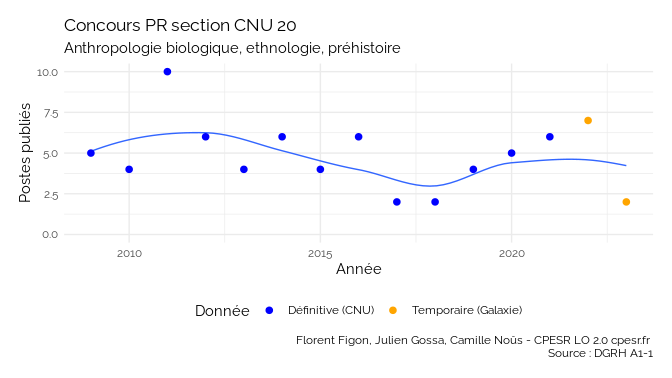 Concours PR section CNU 20
Anthropologie biologique, ethnologie, préhistoire
Postes publiés
10.0
7.5
5.0
2.5
0.0
2010
2015
2020
Année
Donnée
Définitive (CNU)
Temporaire (Galaxie)
Florent Figon, Julien Gossa, Camille Noûs - CPESR LO 2.0 cpesr.fr
Source : DGRH A1-1